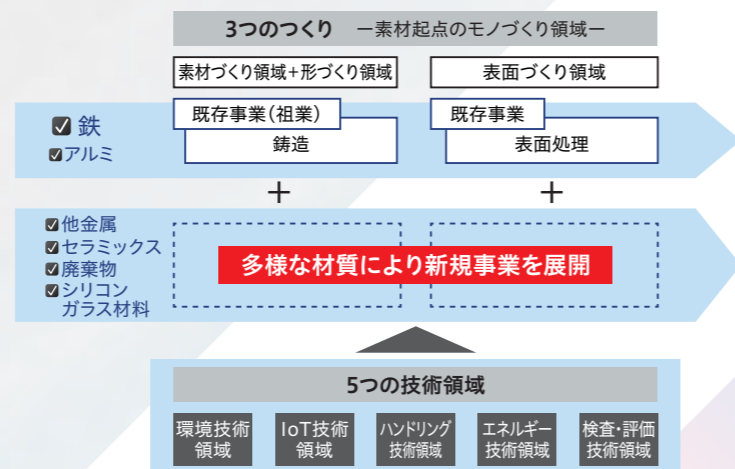 3つのつくり ー素材起点のモノづくり領域ー
素材づくり領域+形づくり領域
表面づくり領域
鉄
アルミ
既存事業(祖業)
鋳造
既存事業
表面処理
+
+
他金属
セラミックス
廃棄物
シリコン
ガラス材料
多様な材質により新規事業を展開
5つの技術領域
環境技術
領域
IoT技術
領域
ハンドリング
技術領域
エネルギー
技術領域
検査・評価
技術領域